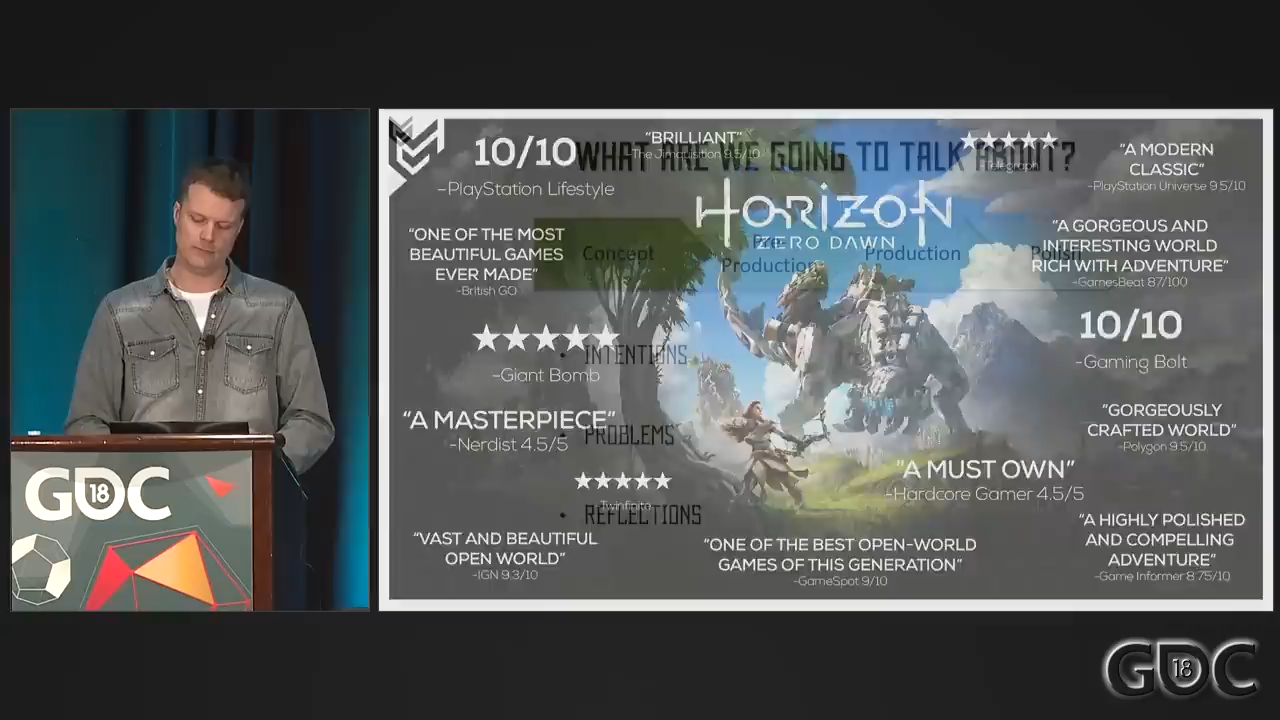 GDC
18
10/10
-PlayStation Lifestyle
"BRILLIANT"
-The Jimquisition 9.5/10
WHAT ARE WE GOING TO TALK ABOUT?
-Telegraph
"A MODERN
CLASSIC"
-PlayStation Universe 9.5/10
HORIZON
ZERO DAWN
"ONE OF THE MOST
BEAUTIFUL GAMES
EVER MADE"
-British GQ
Concept
Pre-
Production
Production
Polish
"A GORGEOUS AND
INTERESTING WORLD
RICH WITH ADVENTURE"
-GamesBeat 87/100
-Giant Bomb
• INTENTIONS
10/10
-Gaming Bolt
"A MASTERPIECE"
-Nerdist 4.5/5
• PROBLEMS
"GORGEOUSLY
CRAFTED WORLD"
-Polygon 9.5/10
-Twinfinite
• REFLECTIONS
"A MUST OWN"
-Hardcore Gamer 4.5/5
"VAST AND BEAUTIFUL
OPEN WORLD"
-IGN 9.3/10
"ONE OF THE BEST OPEN-WORLD
GAMES OF THIS GENERATION"
-GameSpot 9/10
"A HIGHLY POLISHED
AND COMPELLING
ADVENTURE"
-Game Informer 8.75/10
GDC
18